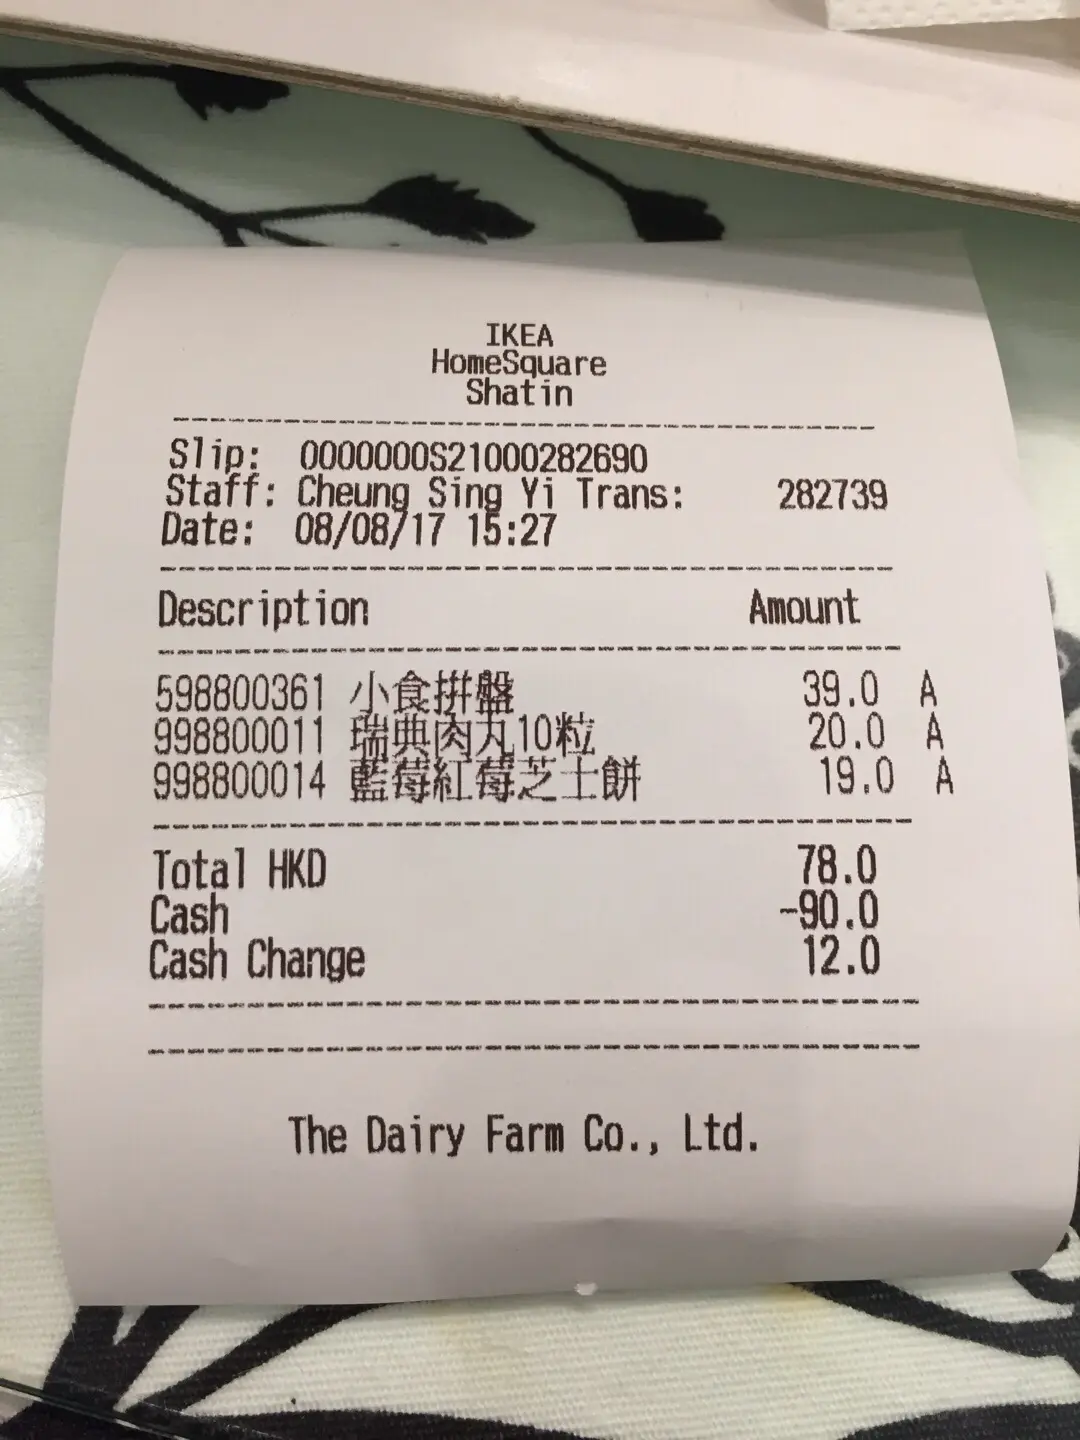 IKEA
HomeSquare
Shatin
Slip: 0000000S21000282690
Staff: Cheung Sing Yi Trans: 282739
Date: 08/08/17 15:27
Description Amount
598800361 小食拼盤 39.0 A
998800011 瑞典肉丸10粒 20.0 A
998800014 藍莓紅莓芝士餅 19.0 A
Total HKD 78.0
Cash -90.0
Cash Change 12.0
The Dairy Farm Co., Ltd.